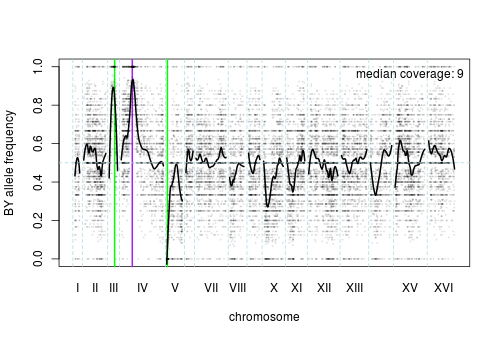 median coverage: 9
BY allele frequency
0.0 0.2 0.4 0.6 0.8 1.0
I II III IV V VII VIII X XI XII XIII XV XVI
chromosome